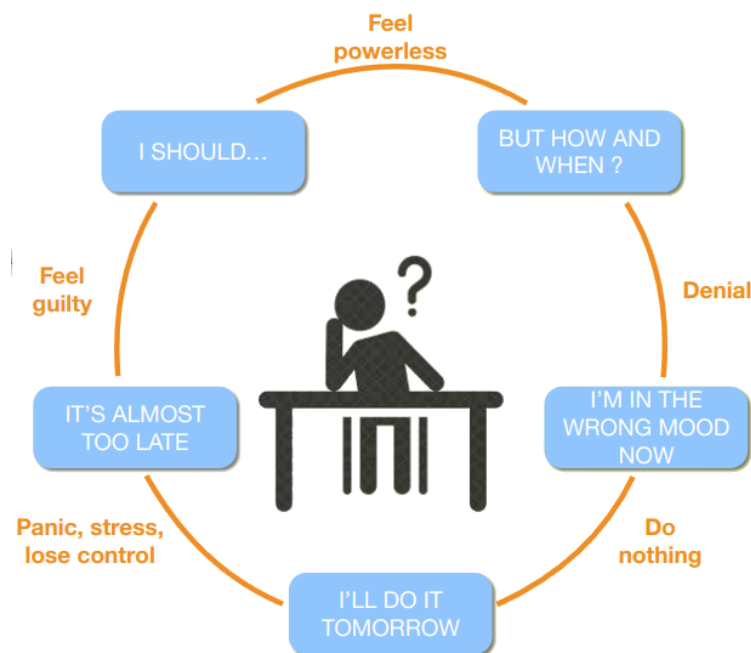 Feel
powerless
I SHOULD...
BUT HOW AND
WHEN ?
Denial
I'M IN THE
WRONG MOOD
NOW
Do
nothing
I'LL DO IT
TOMORROW
Panic, stress,
lose control
IT'S ALMOST
TOO LATE
Feel
guilty
?